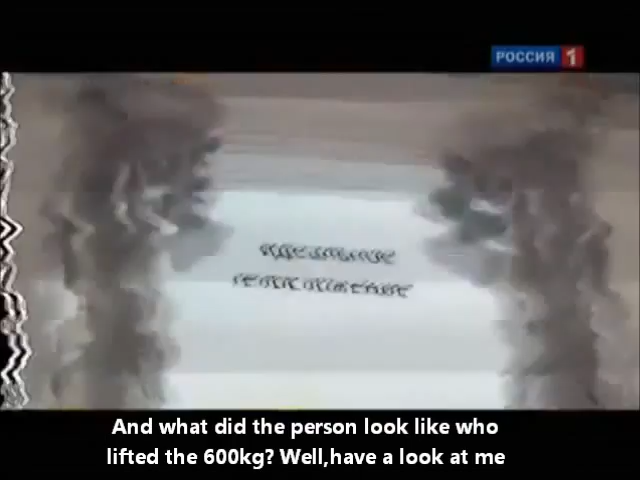 РОССИЯ 1
And what did the person look like who
lifted the 600kg? Well,have a look at me